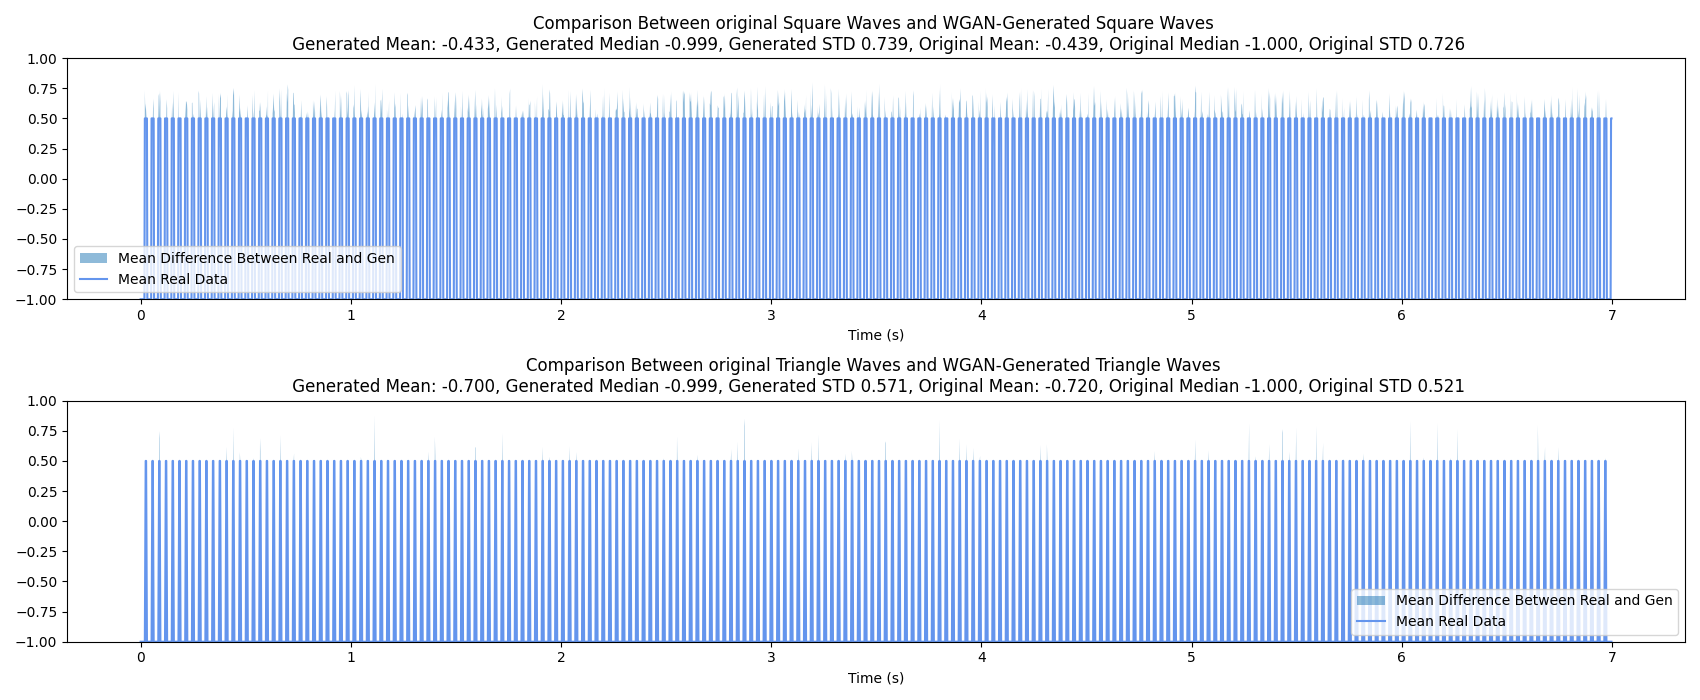 Comparison Between original Square Waves and WGAN-Generated Square Waves
Generated Mean: -0.433, Generated Median -0.999, Generated STD 0.739, Original Mean: -0.439, Original Median -1.000, Original STD 0.726
1.00
0.75
0.50
0.25
0.00
−0.25
−0.50
−0.75
−1.00
Mean Difference Between Real and Gen
Mean Real Data
0 1 2 3 4 5 6 7
Time (s)
Comparison Between original Triangle Waves and WGAN-Generated Triangle Waves
Generated Mean: -0.700, Generated Median -0.999, Generated STD 0.571, Original Mean: -0.720, Original Median -1.000, Original STD 0.521
1.00
0.75
0.50
0.25
0.00
−0.25
−0.50
−0.75
−1.00
Mean Difference Between Real and Gen
Mean Real Data
0 1 2 3 4 5 6 7
Time (s)